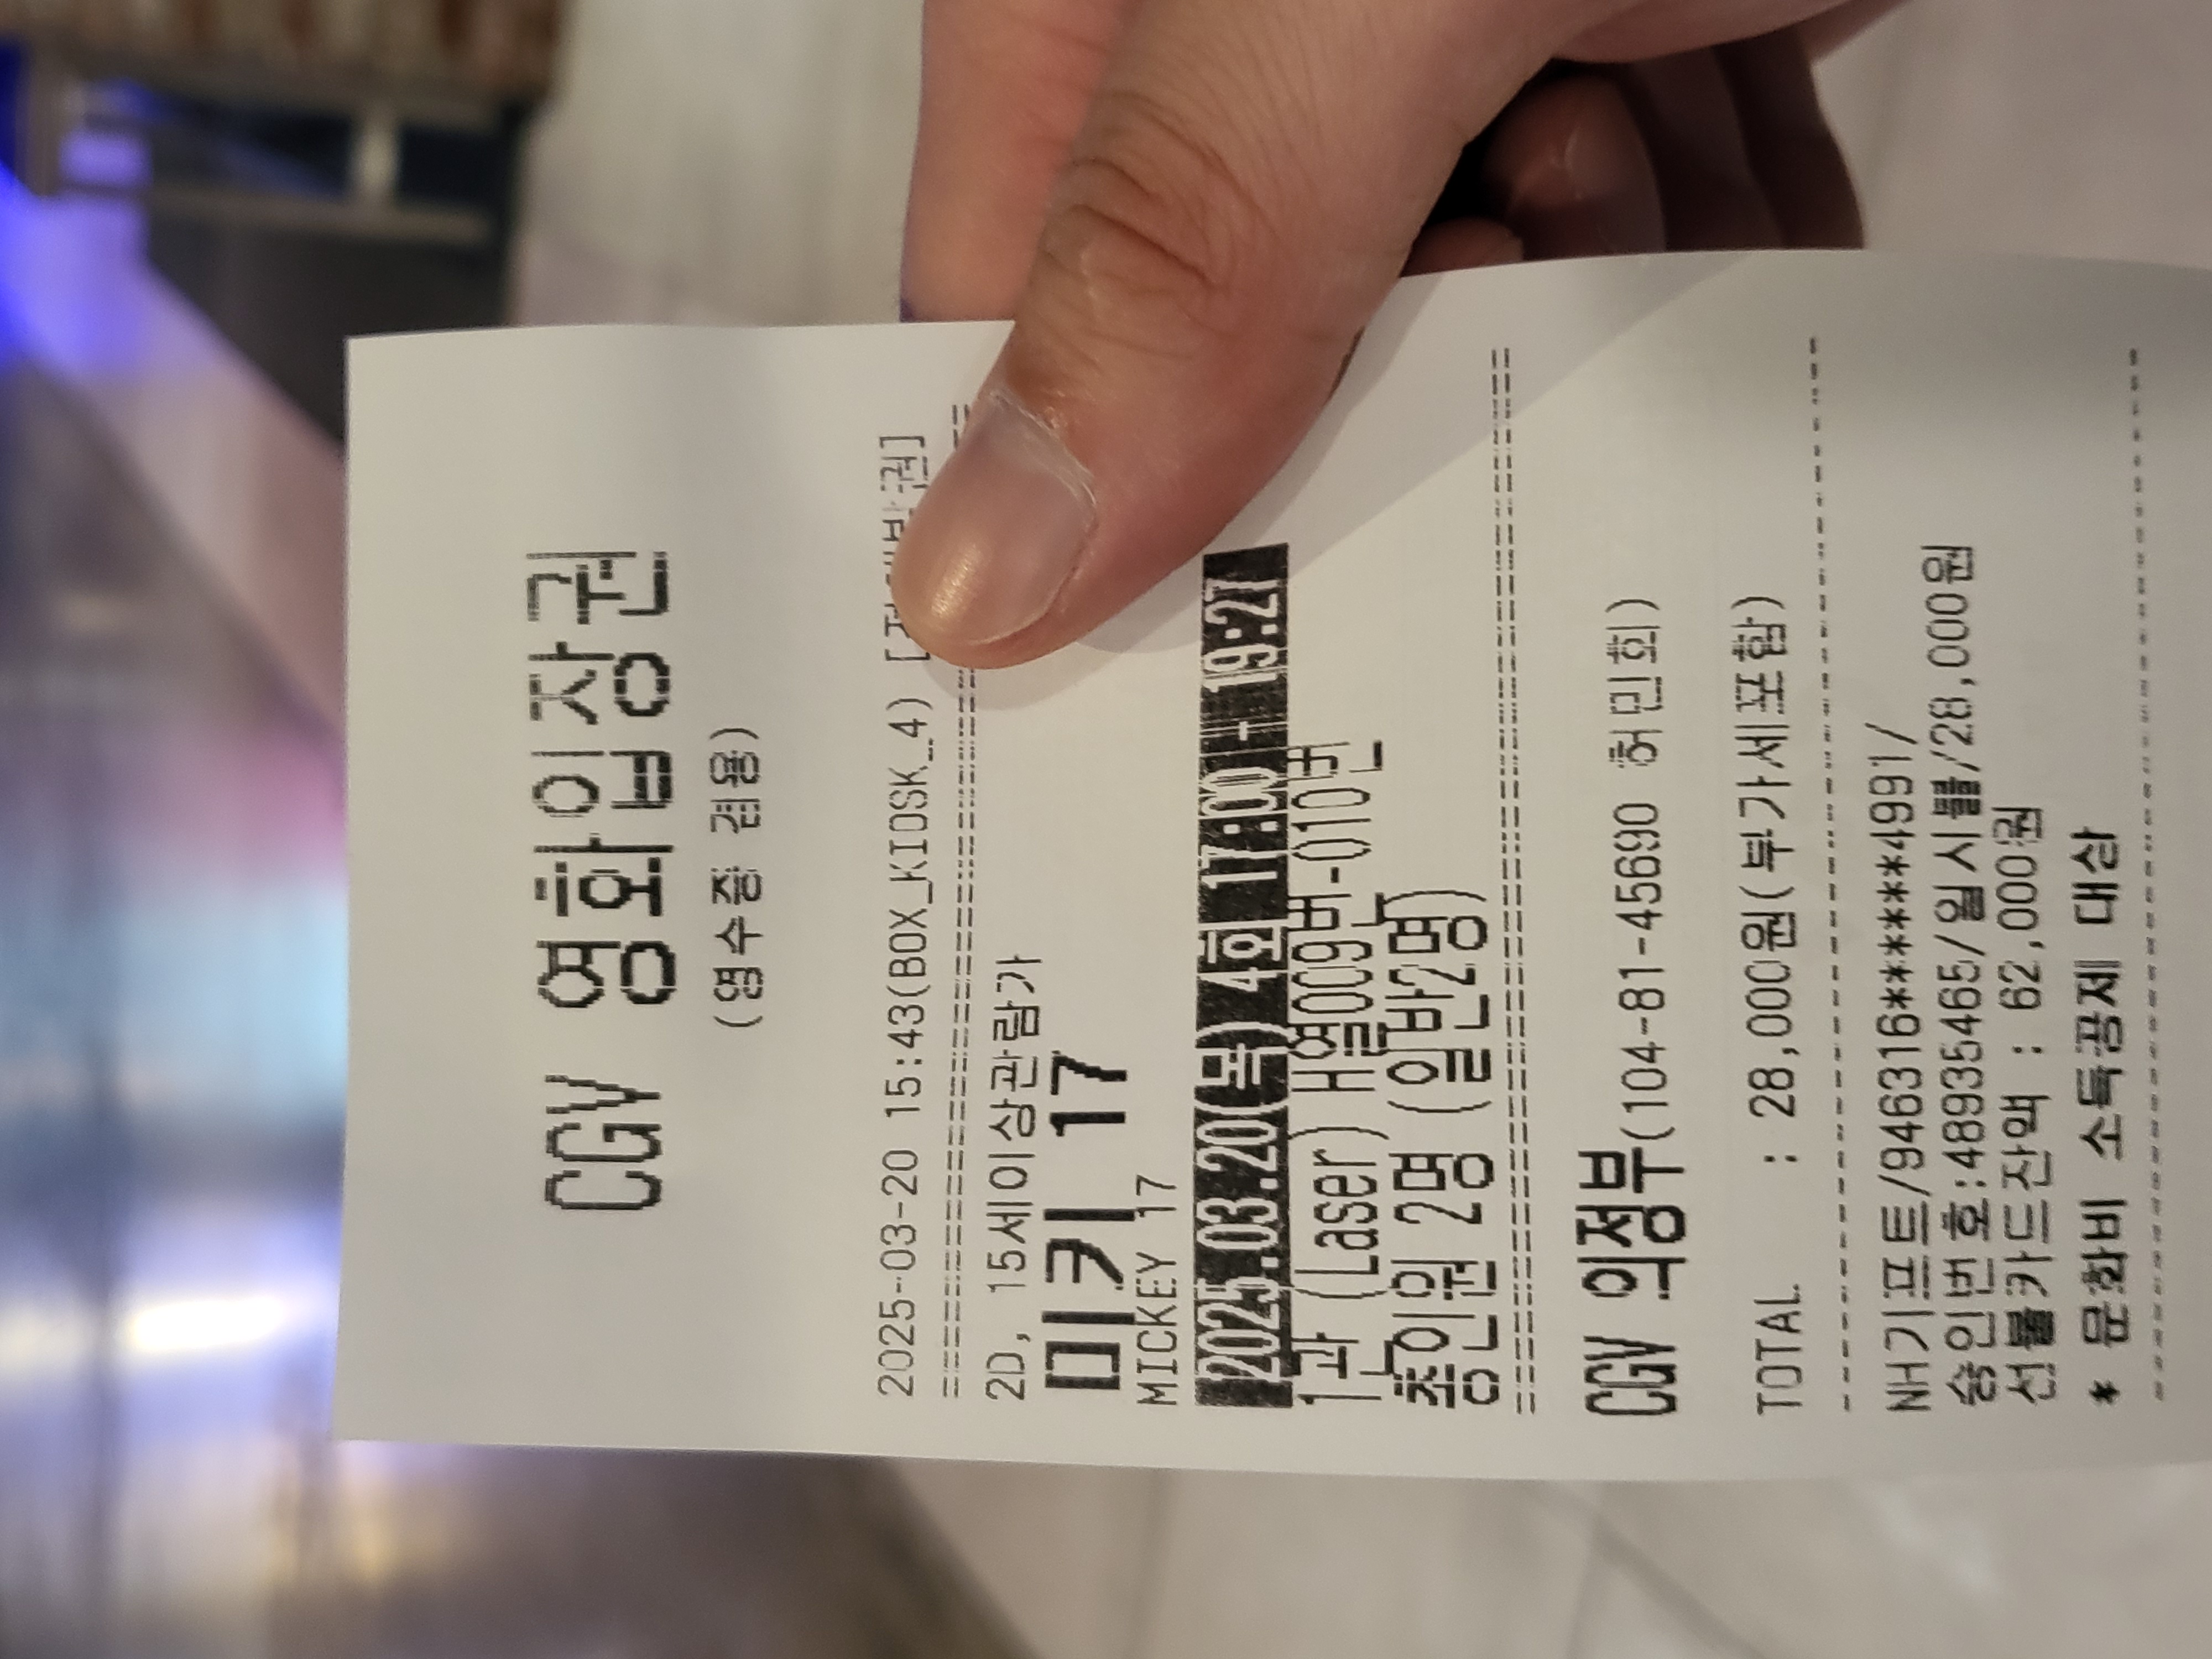 CGV 영화입장권
(영수증 겸용)
2025-03-20 15:43(BOX_KIOSK_4)
2D, 15세이상관람가
미키 17
MICKEY 17
2025.03.20(목) 4회 17:00 - 19:27
1관 (Laser) H열009번-010번
총인원 2명 (일반2명)
CGV 의정부(104-81-45690 허민회)
TOTAL : 28,000원(부가세포함)
NH기프트/946316******4991/
승인번호:48935465/일시불/28,000원
선불카드잔액 : 62,000원
* 문화비 소득공제 대상